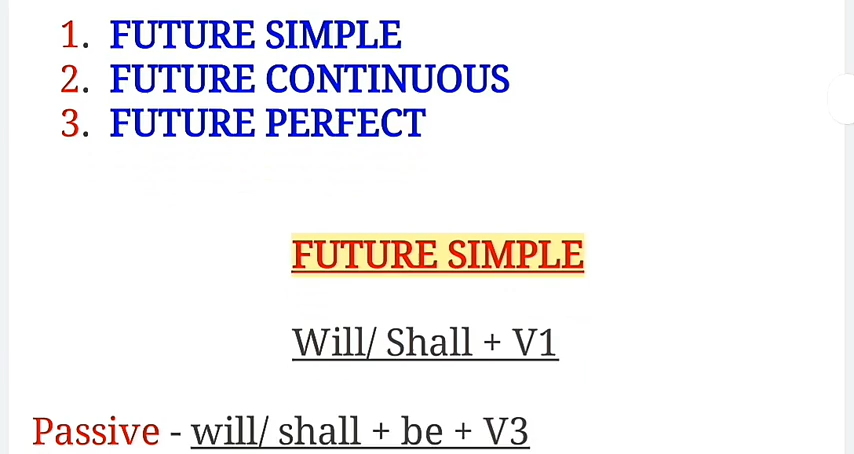 1. FUTURE SIMPLE
2. FUTURE CONTINUOUS
3. FUTURE PERFECT
FUTURE SIMPLE
Will/ Shall + V1
Passive - will/ shall + be + V3